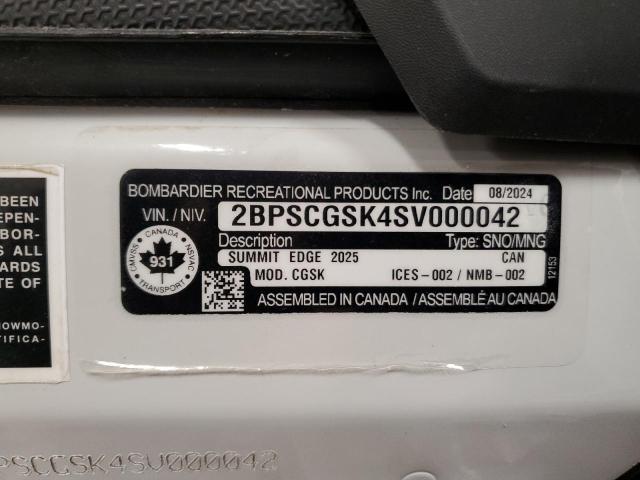 BEEN
EPEN-
BOR-
S ALL
ARDS
TE OF
NOWMO-
TIFICA-
BOMBARDIER RECREATIONAL PRODUCTS Inc. Date 08/2024
VIN. / NIV. 2BPSCGSK4SV000042
Description Type: SNO/MNG
SUMMIT EDGE 2025 CAN
MOD. CGSK ICES-002 / NMB-002
12153
CANADA
CMVSS 931 NSVAC
TRANSPORT
ASSEMBLED IN CANADA / ASSEMBLÉ AU CANADA
PSCGSK4SV000042